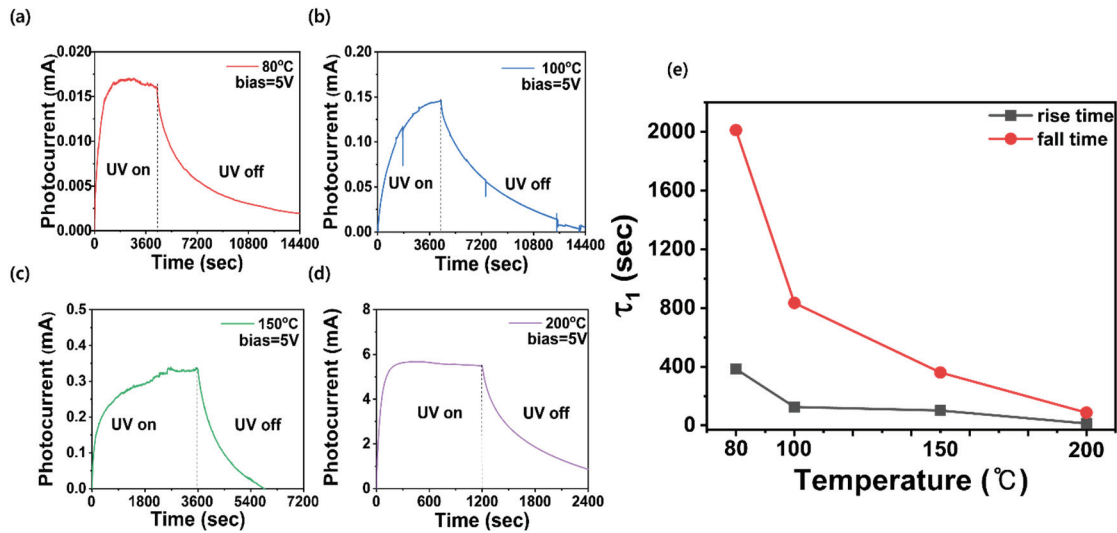 (a)
0.020
0.015
0.010
0.005
0.000
Photocurrent (mA)
80°C
bias=5V
UV on
UV off
0 3600 7200 10800 14400
Time (sec)
(b)
0.20
0.15
0.10
0.05
0.00
Photocurrent (mA)
100°C
bias=5V
UV on
UV off
0 3600 7200 10800 14400
Time (sec)
(c)
0.5
0.4
0.3
0.2
0.1
0.0
Photocurrent (mA)
150°C
bias=5V
UV on
UV off
0 1800 3600 5400 7200
Time (sec)
(d)
8
6
4
2
0
Photocurrent (mA)
200°C
bias=5V
UV on
UV off
0 600 1200 1800 2400
Time (sec)
(e)
rise time
fall time
2000
1600
1200
800
400
0
τ1 (sec)
80 100 150 200
Temperature (℃)